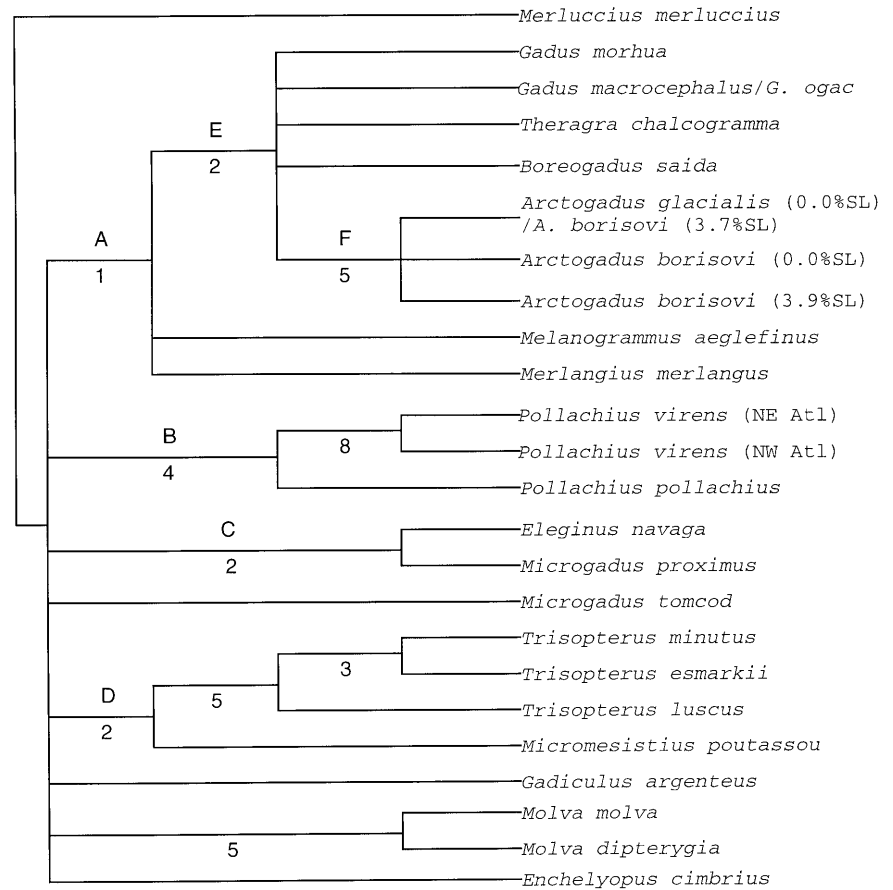 Merluccius merluccius
Gadus morhua
Gadus macrocephalus/G. ogac
E
Theragra chalcogramma
2
Boreogadus saida
Arctogadus glacialis (0.0%SL)
/A. borisovi (3.7%SL)
A
F
Arctogadus borisovi (0.0%SL)
1
5
Arctogadus borisovi (3.9%SL)
Melanogrammus aeglefinus
Merlangius merlangus
Pollachius virens (NE Atl)
B
8
Pollachius virens (NW Atl)
4
Pollachius pollachius
C
Eleginus navaga
2
Microgadus proximus
Microgadus tomcod
Trisopterus minutus
3
Trisopterus esmarkii
D
5
Trisopterus luscus
2
Micromesistius poutassou
Gadiculus argenteus
Molva molva
5
Molva dipterygia
Enchelyopus cimbrius